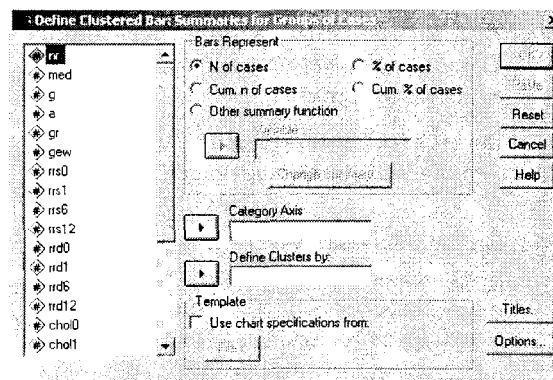 Define Clustered Bar: Summaries for Groups of Cases
nr
med
g
a
gr
gew
rrs0
rrs1
rrs6
rrs12
rrd0
rrd1
rrd6
rrd12
chol0
chol1
Bars Represent
N of cases
% of cases
Cum. n of cases
Cum. % of cases
Other summary function
Variable:
Change Summary...
Category Axis:
Define Clusters by:
Template
Use chart specifications from:
File...
OK
Paste
Reset
Cancel
Help
Titles...
Options...